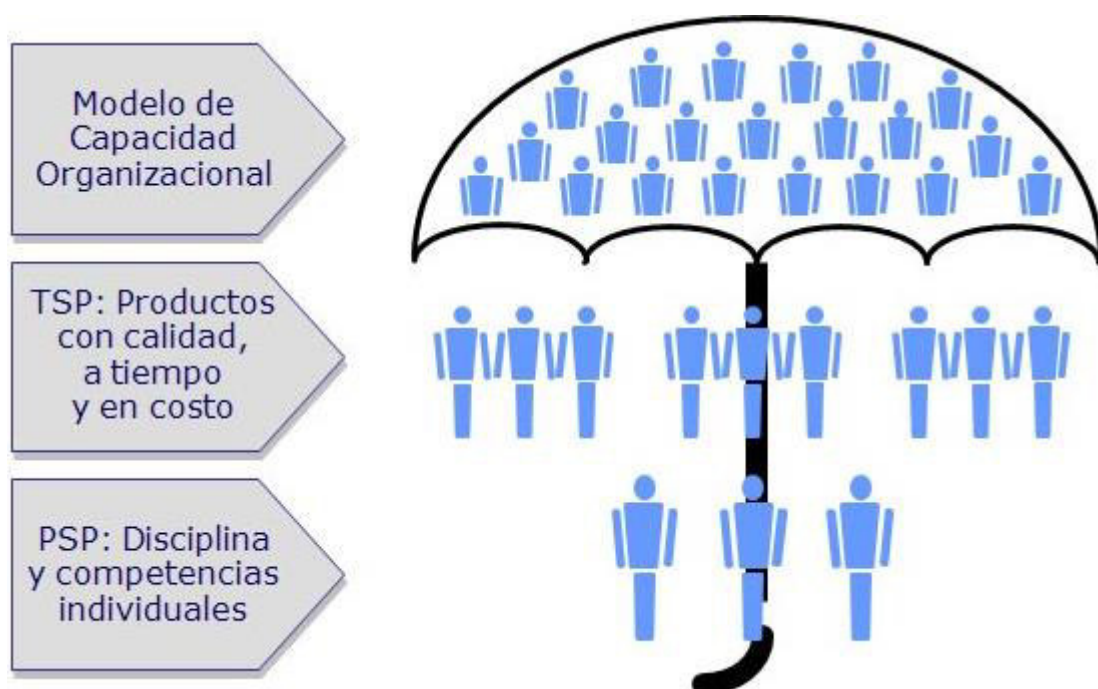 Modelo de
Capacidad
Organizacional
TSP: Productos
con calidad,
a tiempo
y en costo
PSP: Disciplina
y competencias
individuales